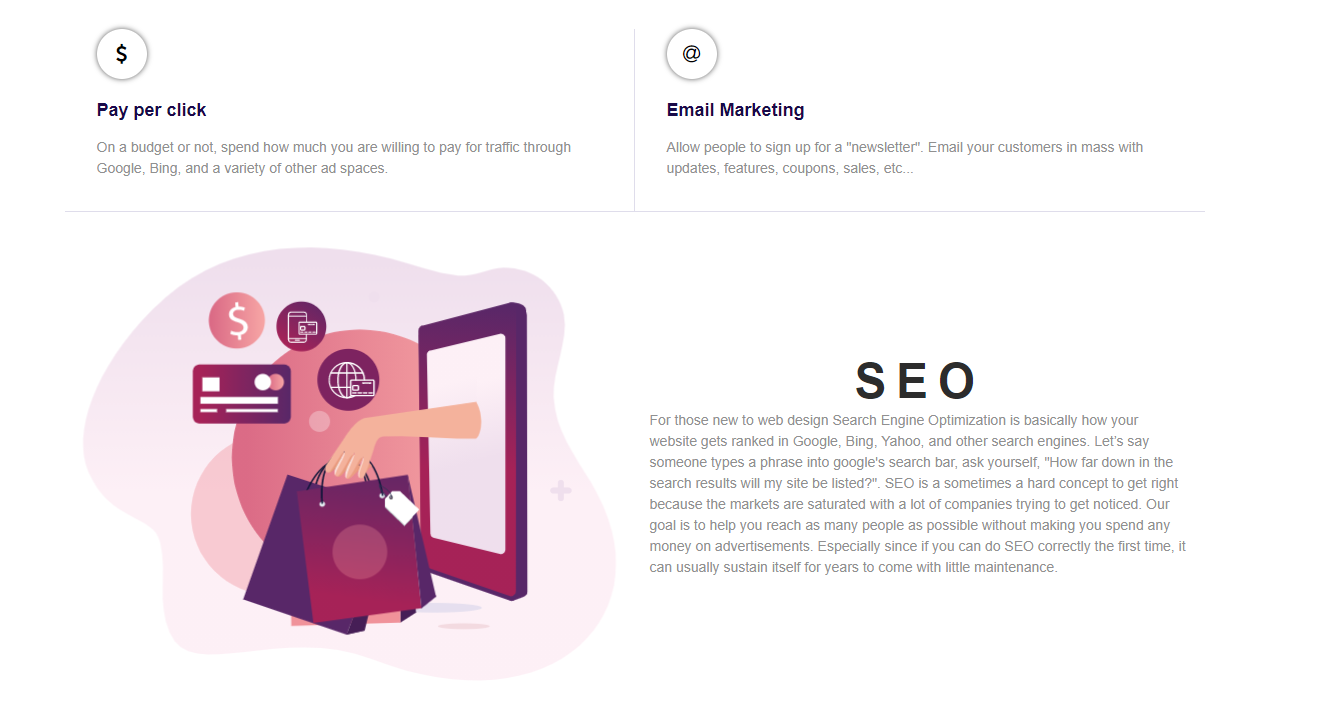 $
@
Pay per click
Email Marketing
On a budget or not, spend how much you are willing to pay for traffic through
Google, Bing, and a variety of other ad spaces.
Allow people to sign up for a "newsletter". Email your customers in mass with
updates, features, coupons, sales, etc...
$
SEO
For those new to web design Search Engine Optimization is basically how your
website gets ranked in Google, Bing, Yahoo, and other search engines. Let's say
someone types a phrase into google's search bar, ask yourself, "How far down in the
search results will my site be listed?". SEO is a sometimes a hard concept to get right
because the markets are saturated with a lot of companies trying to get noticed. Our
goal is to help you reach as many people as possible without making you spend any
money on advertisements. Especially since if you can do SEO correctly the first time, it
can usually sustain itself for years to come with little maintenance.